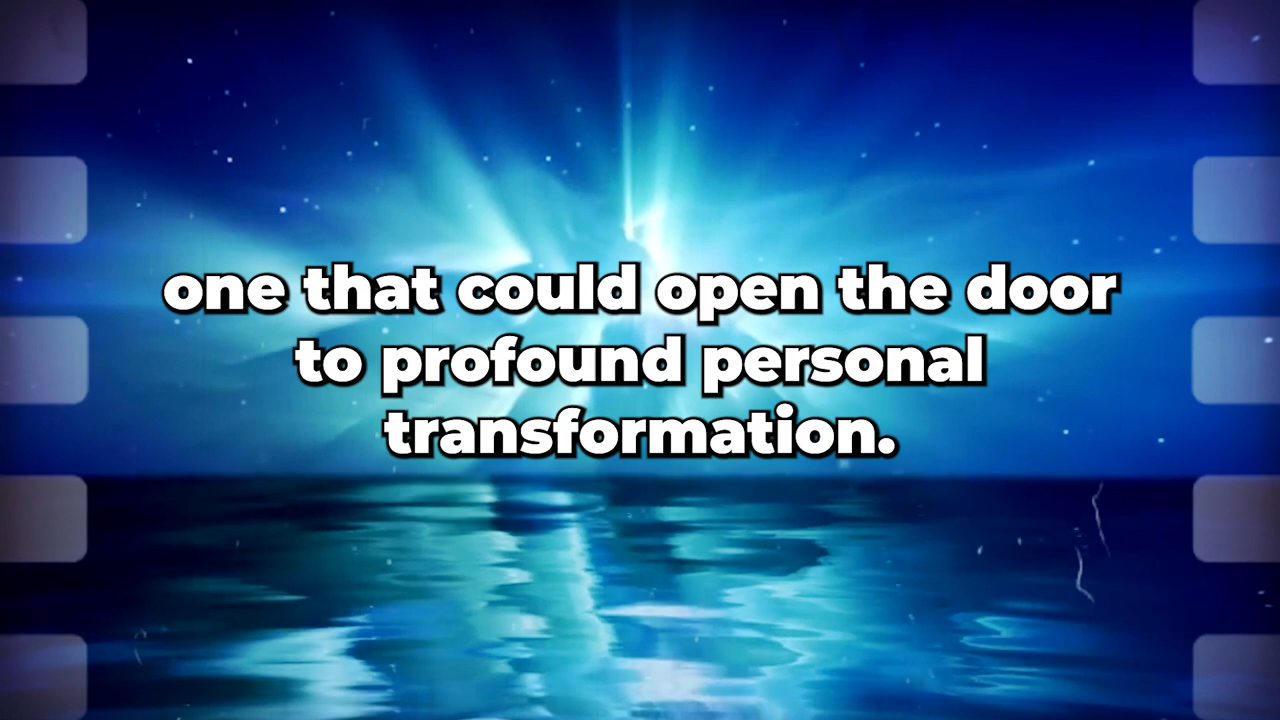 one that could open the door
to profound personal
transformation.